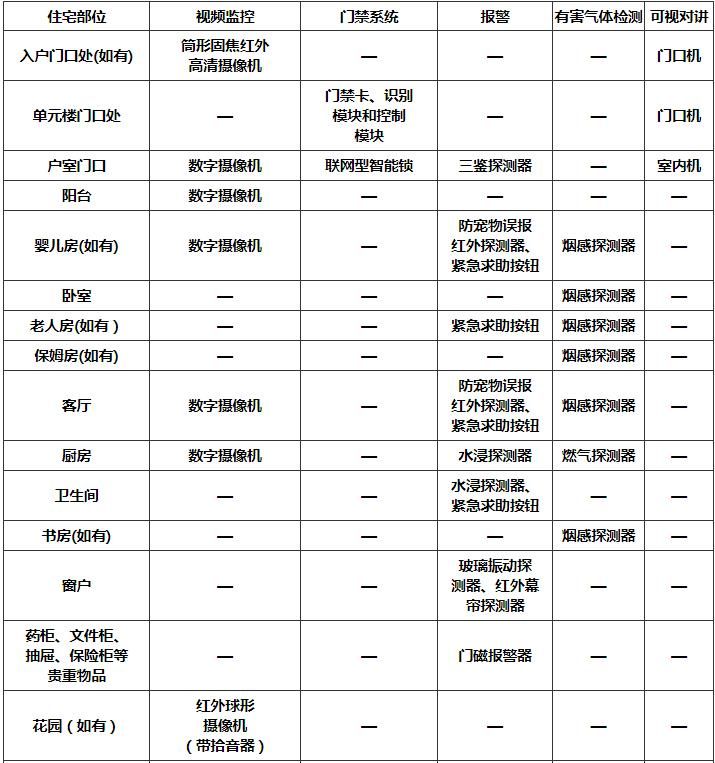 住宅部位 视频监控 门禁系统 报警 有害气体检测 可视对讲
入户门口处(如有) 筒形固焦红外 — — — 门口机
高清摄像机
单元楼门口处 — 门禁卡、识别 — — 门口机
模块和控制
模块
户室门口 数字摄像机 联网型智能锁 三鉴探测器 — 室内机
阳台 数字摄像机 — — — —
婴儿房(如有) 数字摄像机 — 防宠物误报 烟感探测器 —
红外探测器、
紧急求助按钮
卧室 — — — 烟感探测器 —
老人房(如有) — — 紧急求助按钮 烟感探测器 —
保姆房(如有) — — — 烟感探测器 —
客厅 数字摄像机 — 防宠物误报 烟感探测器 —
红外探测器、
紧急求助按钮
厨房 数字摄像机 — 水浸探测器 燃气探测器 —
卫生间 — — 水浸探测器、 — —
紧急求助按钮
书房(如有) — — — 烟感探测器 —
窗户 — — 玻璃振动探 — —
测器、红外幕
帘探测器
药柜、文件柜、 — — 门磁报警器 — —
抽屉、保险柜等
贵重物品
花园(如有) 红外球形 — — — —
摄像机
(带拾音器)